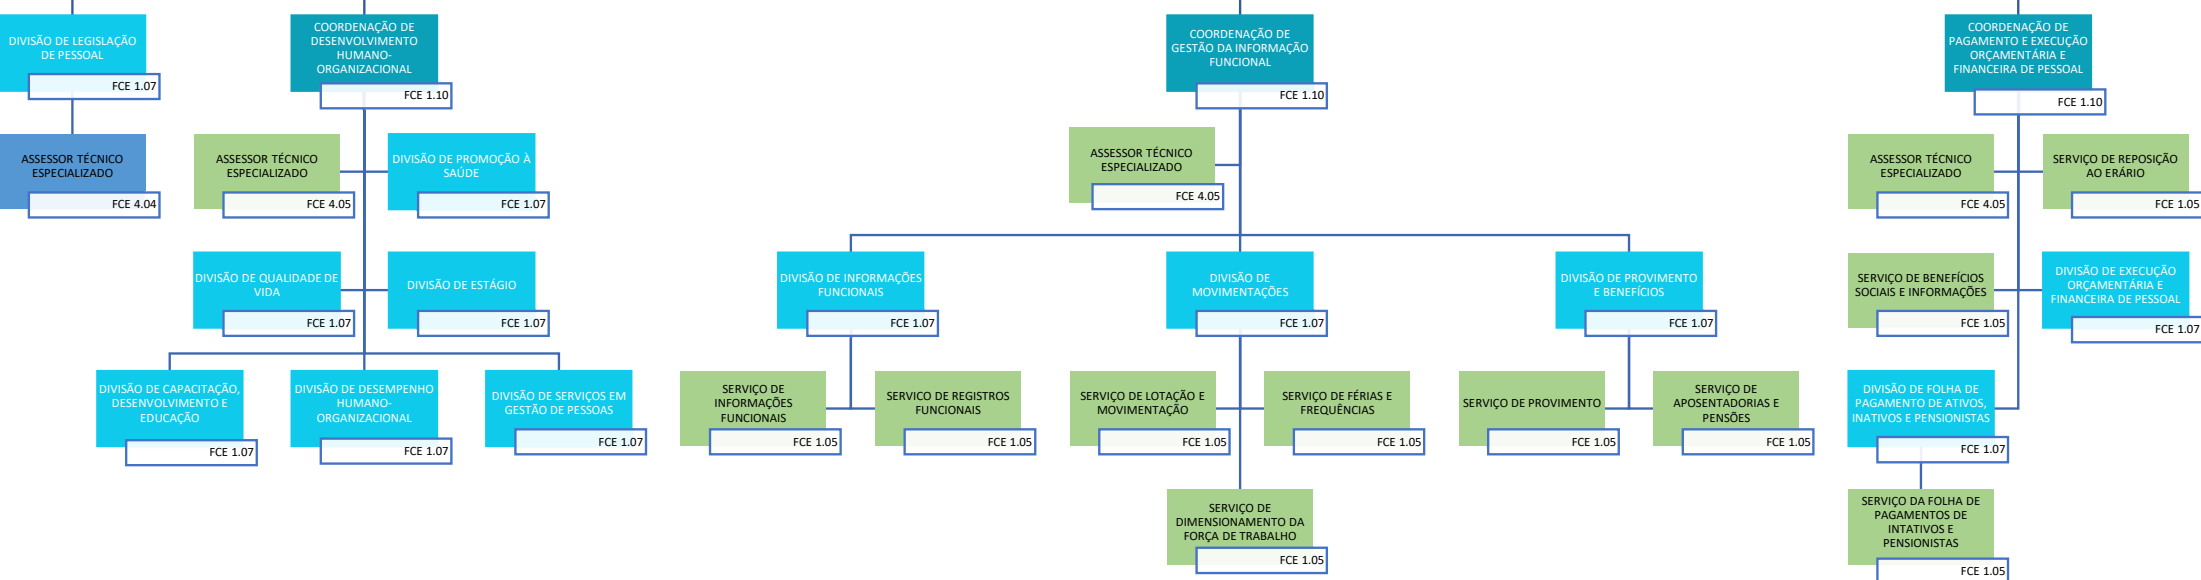 DIVISÃO DE LEGISLAÇÃO
DE PESSOAL
FCE 1.07
ASSESSOR TÉCNICO
ESPECIALIZADO
FCE 4.04
COORDENAÇÃO DE
DESENVOLVIMENTO
HUMANO-
ORGANIZACIONAL
FCE 1.10
ASSESSOR TÉCNICO
ESPECIALIZADO
FCE 4.05
DIVISÃO DE PROMOÇÃO À
SAÚDE
FCE 1.07
DIVISÃO DE QUALIDADE DE
VIDA
FCE 1.07
DIVISÃO DE ESTÁGIO
FCE 1.07
DIVISÃO DE CAPACITAÇÃO,
DESENVOLVIMENTO E
EDUCAÇÃO
FCE 1.07
DIVISÃO DE DESEMPENHO
HUMANO-
ORGANIZACIONAL
FCE 1.07
DIVISÃO DE SERVIÇOS EM
GESTÃO DE PESSOAS
FCE 1.07
COORDENAÇÃO DE
GESTÃO DA INFORMAÇÃO
FUNCIONAL
FCE 1.10
ASSESSOR TÉCNICO
ESPECIALIZADO
FCE 4.05
DIVISÃO DE INFORMAÇÕES
FUNCIONAIS
FCE 1.07
SERVIÇO DE
INFORMAÇÕES
FUNCIONAIS
FCE 1.05
SERVICO DE REGISTROS
FUNCIONAIS
FCE 1.05
DIVISÃO DE
MOVIMENTAÇÕES
FCE 1.07
SERVIÇO DE LOTAÇÃO E
MOVIMENTAÇÃO
FCE 1.05
SERVIÇO DE FÉRIAS E
FREQUÊNCIAS
FCE 1.05
SERVIÇO DE
DIMENSIONAMENTO DA
FORÇA DE TRABALHO
FCE 1.05
DIVISÃO DE PROVIMENTO
E BENEFÍCIOS
FCE 1.07
SERVIÇO DE PROVIMENTO
FCE 1.05
SERVIÇO DE
APOSENTADORIAS E
PENSÕES
FCE 1.05
COORDENAÇÃO DE
PAGAMENTO E EXECUÇÃO
ORÇAMENTÁRIA E
FINANCEIRA DE PESSOAL
FCE 1.10
ASSESSOR TÉCNICO
ESPECIALIZADO
FCE 4.05
SERVIÇO DE REPOSIÇÃO
AO ERÁRIO
FCE 1.05
SERVIÇO DE BENEFÍCIOS
SOCIAIS E INFORMAÇÕES
FCE 1.05
DIVISÃO DE EXECUÇÃO
ORÇAMENTÁRIA E
FINANCEIRA DE PESSOAL
FCE 1.07
DIVISÃO DE FOLHA DE
PAGAMENTO DE ATIVOS,
INATIVOS E PENSIONISTAS
FCE 1.07
SERVIÇO DA FOLHA DE
PAGAMENTOS DE
INTATIVOS E
PENSIONISTAS
FCE 1.05